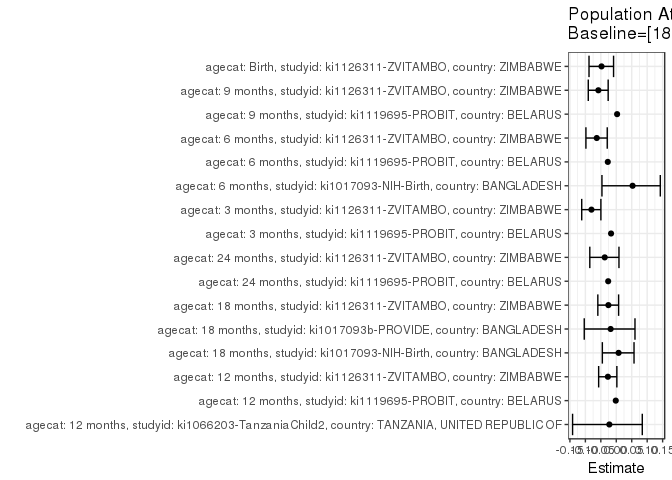 Population At
Baseline=[18
agecat: Birth, studyid: ki1126311-ZVITAMBO, country: ZIMBABWE
agecat: 9 months, studyid: ki1126311-ZVITAMBO, country: ZIMBABWE
agecat: 9 months, studyid: ki1119695-PROBIT, country: BELARUS
agecat: 6 months, studyid: ki1126311-ZVITAMBO, country: ZIMBABWE
agecat: 6 months, studyid: ki1119695-PROBIT, country: BELARUS
agecat: 6 months, studyid: ki1017093-NIH-Birth, country: BANGLADESH
agecat: 3 months, studyid: ki1126311-ZVITAMBO, country: ZIMBABWE
agecat: 3 months, studyid: ki1119695-PROBIT, country: BELARUS
agecat: 24 months, studyid: ki1126311-ZVITAMBO, country: ZIMBABWE
agecat: 24 months, studyid: ki1119695-PROBIT, country: BELARUS
agecat: 18 months, studyid: ki1126311-ZVITAMBO, country: ZIMBABWE
agecat: 18 months, studyid: ki1017093b-PROVIDE, country: BANGLADESH
agecat: 18 months, studyid: ki1017093-NIH-Birth, country: BANGLADESH
agecat: 12 months, studyid: ki1126311-ZVITAMBO, country: ZIMBABWE
agecat: 12 months, studyid: ki1119695-PROBIT, country: BELARUS
agecat: 12 months, studyid: ki1066203-TanzaniaChild2, country: TANZANIA, UNITED REPUBLIC OF
-0.15 -0.10 -0.05 0.00 0.05 0.10 0.15
Estimate